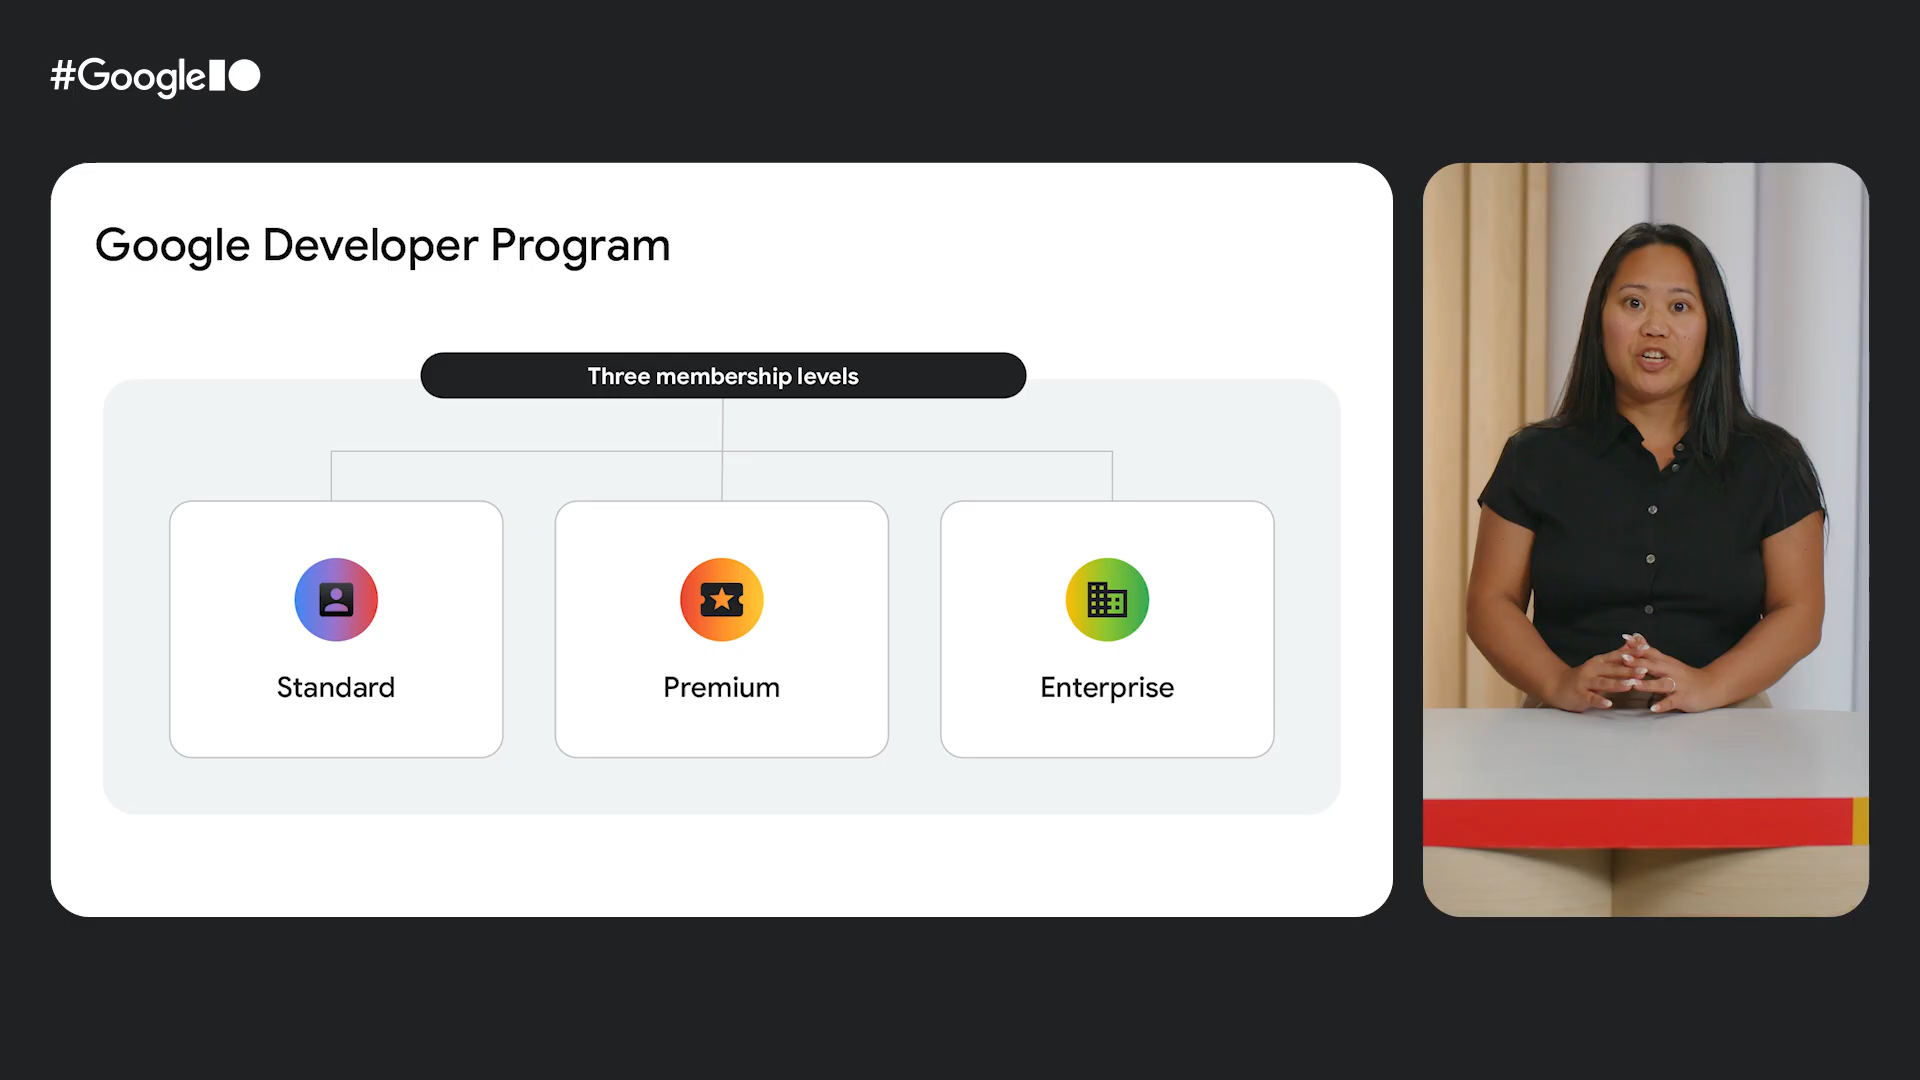 #GoogleIO
Google Developer Program
Three membership levels
Standard
Premium
Enterprise